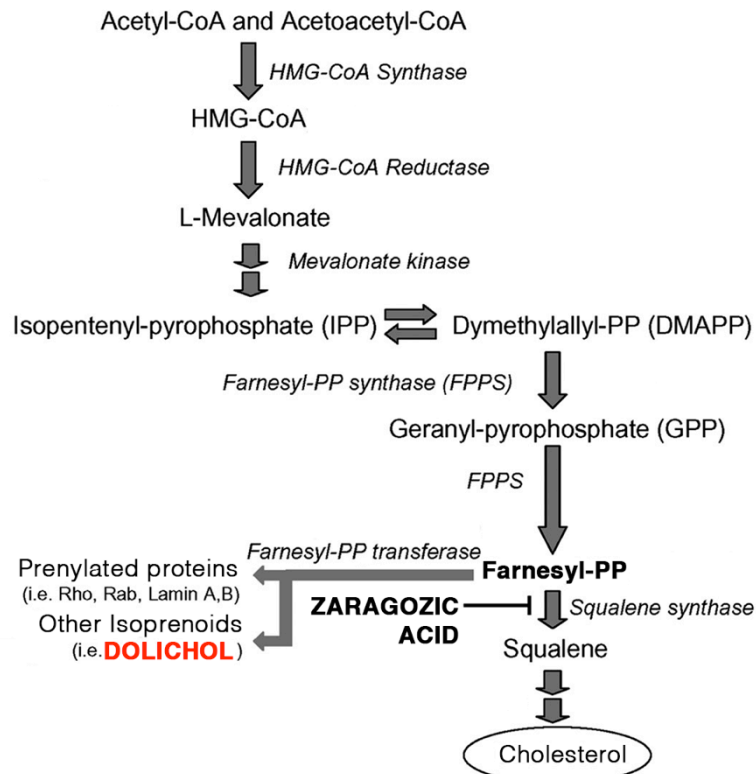 Acetyl-CoA and Acetoacetyl-CoA
HMG-CoA Synthase
HMG-CoA
HMG-CoA Reductase
L-Mevalonate
Mevalonate kinase
Isopentenyl-pyrophosphate (IPP)
Dymethylallyl-PP (DMAPP)
Farnesyl-PP synthase (FPPS)
Geranyl-pyrophosphate (GPP)
FPPS
Farnesyl-PP transferase
Farnesyl-PP
Prenylated proteins
(i.e. Rho, Rab, Lamin A,B)
Other Isoprenoids
(i.e. DOLICHOL)
ZARAGOZIC
ACID
Squalene synthase
Squalene
Cholesterol